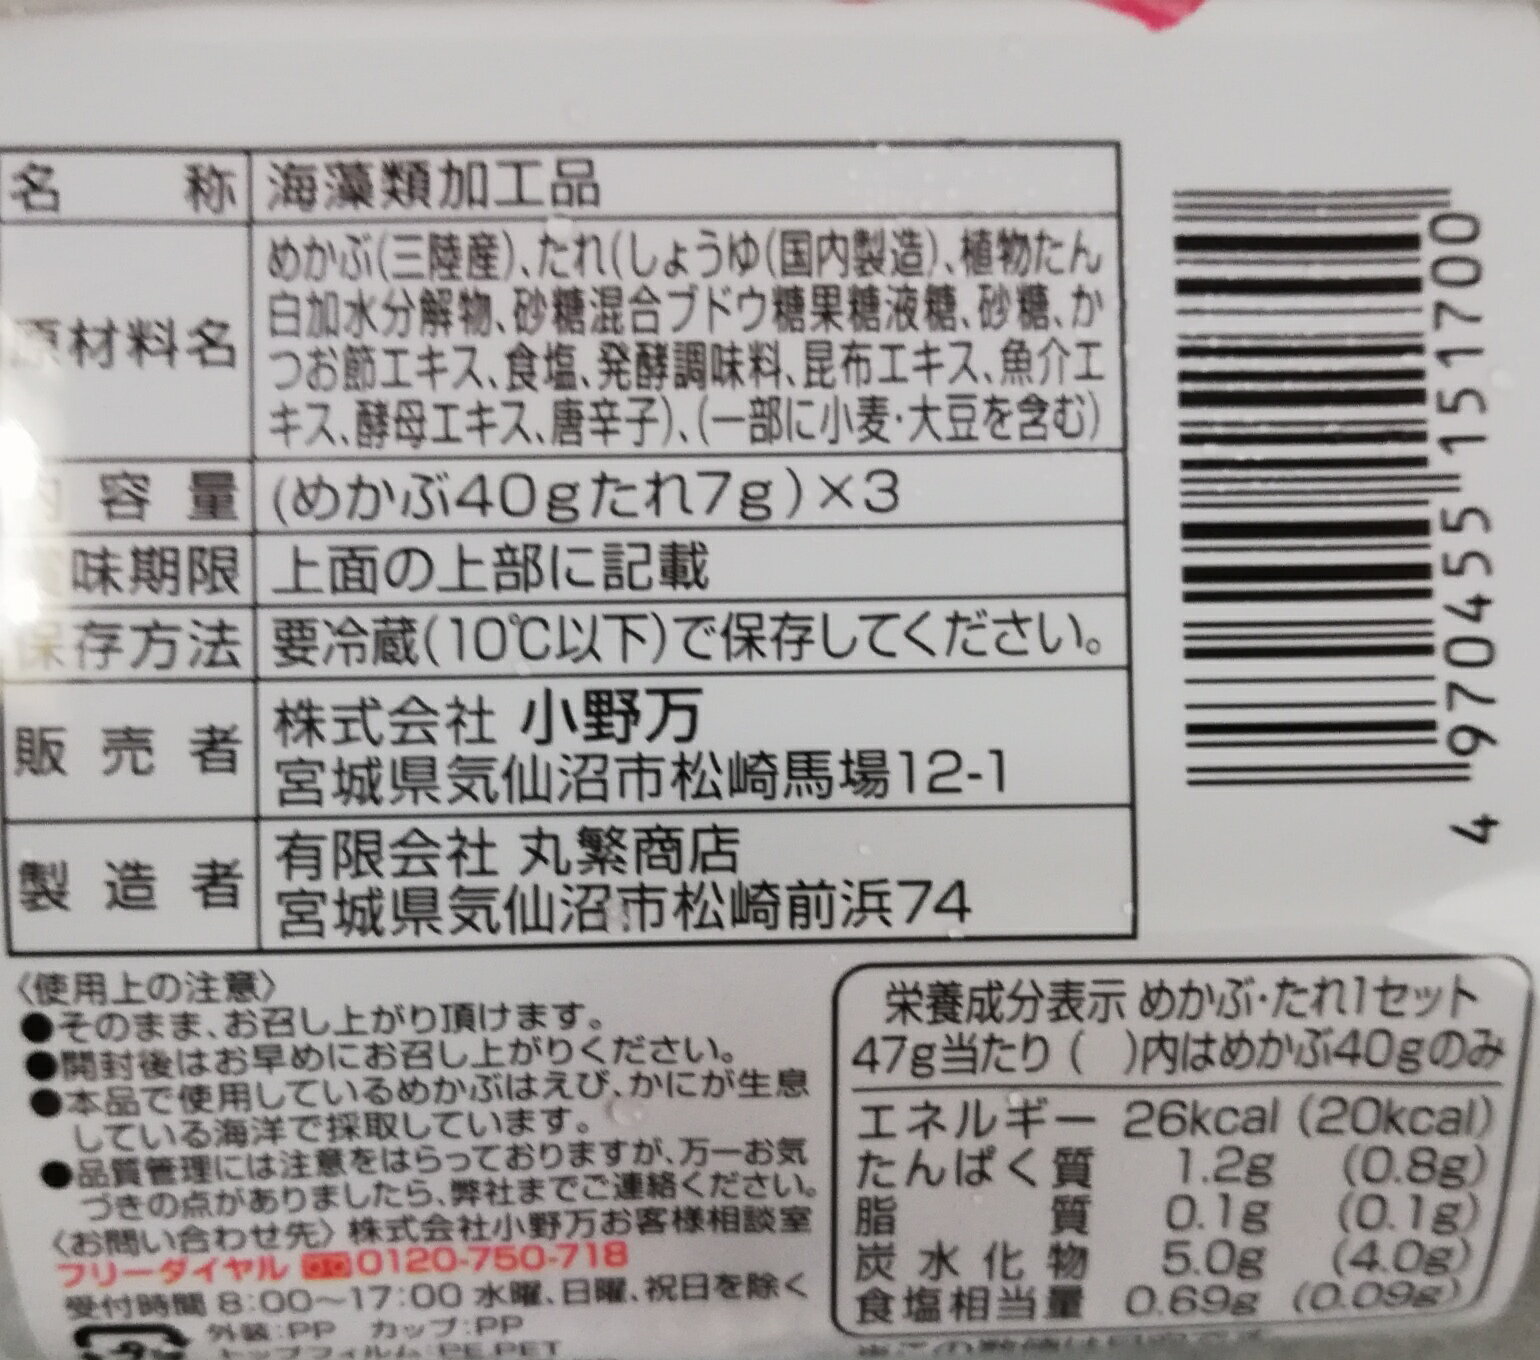 名称 海藻類加工品
原材料名 めかぶ(三陸産)、たれ(しょうゆ(国内製造)、植物たん
白加水分解物、砂糖混合ブドウ糖果糖液糖、砂糖、か
つお節エキス、食塩、発酵調味料、昆布エキス、魚介エ
キス、酵母エキス、唐辛子)、(一部に小麦・大豆を含む)
内容量 (めかぶ40gたれ7g)×3
賞味期限 上面の上部に記載
保存方法 要冷蔵(10℃以下)で保存してください。
販売者 株式会社 小野万
宮城県気仙沼市松崎馬場12-1
製造者 有限会社 丸繁商店
宮城県気仙沼市松崎前浜74
4 970455 151700
〈使用上の注意〉
●そのまま、お召し上がり頂けます。
●開封後はお早めにお召し上がりください。
●本品で使用しているめかぶはえび、かにが生息
している海洋で採取しています。
●品質管理には注意をはらっておりますが、万一お気
づきの点がありましたら、弊社までご連絡ください。
〈お問い合わせ先〉株式会社小野万お客様相談室
フリーダイヤル 0120-750-718
受付時間 8:00〜17:00 水曜、日曜、祝日を除く
外装:PP カップ:PP
トップフィルム:PE,PET
栄養成分表示 めかぶ・たれ1セット
47g当たり ( )内はめかぶ40gのみ
エネルギー 26kcal (20kcal)
たんぱく質 1.2g (0.8g)
脂質 0.1g (0.1g)
炭水化物 5.0g (4.0g)
食塩相当量 0.69g (0.09g)